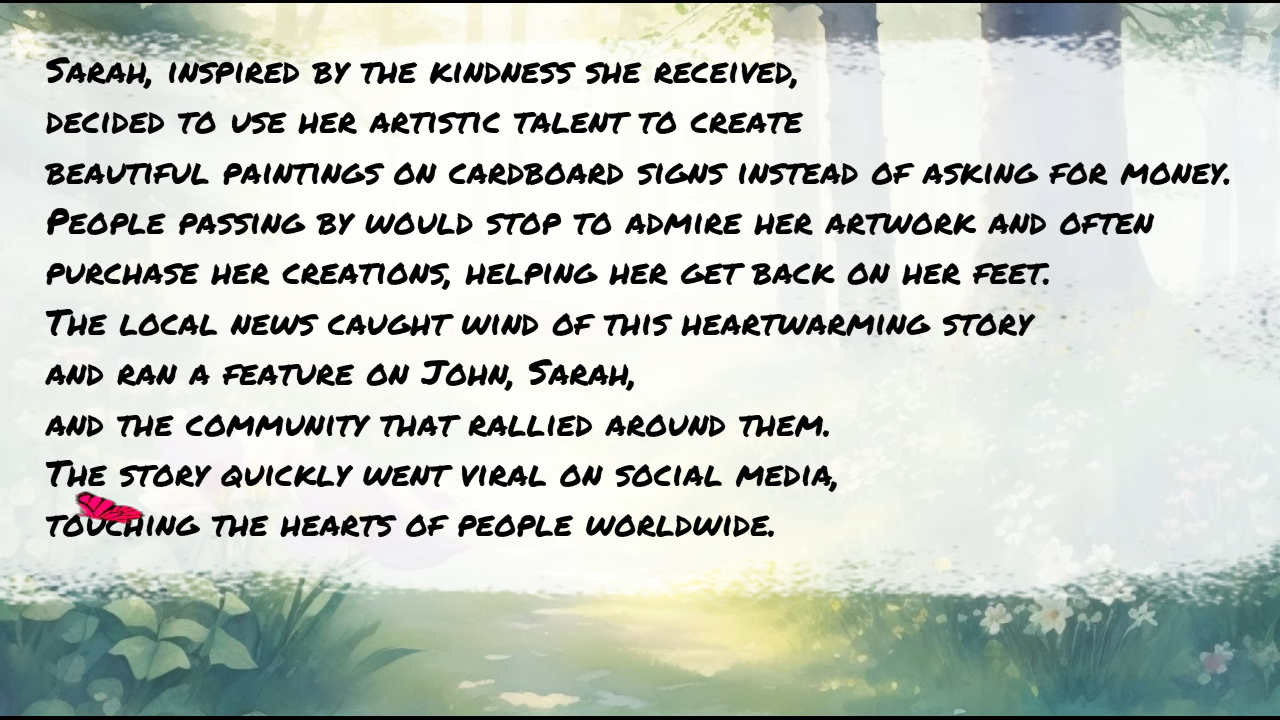 Sarah, inspired by the kindness she received,
decided to use her artistic talent to create
beautiful paintings on cardboard signs instead of asking for money.
People passing by would stop to admire her artwork and often
purchase her creations, helping her get back on her feet.
The local news caught wind of this heartwarming story
and ran a feature on John, Sarah,
and the community that rallied around them.
The story quickly went viral on social media,
touching the hearts of people worldwide.